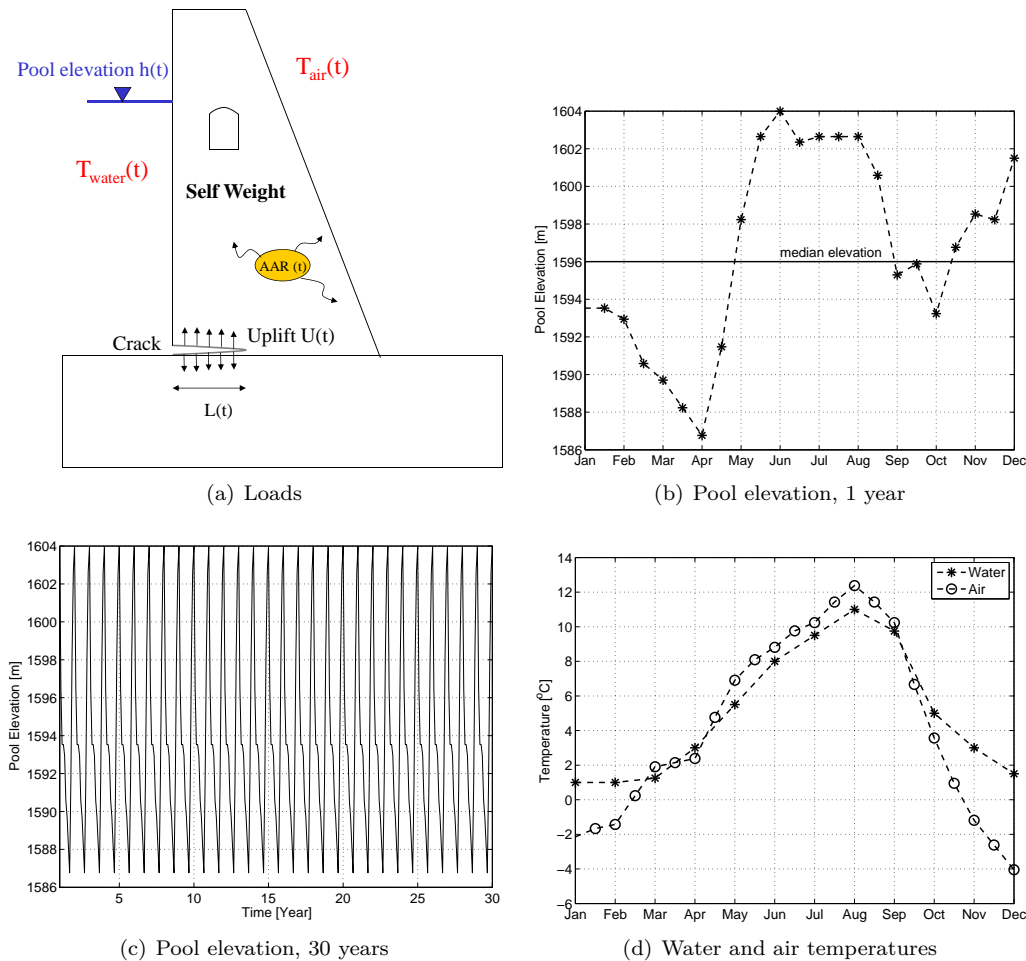 Pool elevation h(t)
T_air(t)
T_water(t)
Self Weight
AAR (t)
Crack
Uplift U(t)
L(t)
(a) Loads
Pool Elevation [m]
1604
1602
1600
1598
1596
1594
1592
1590
1588
1586
median elevation
Jan Feb Mar Apr May Jun Jul Aug Sep Oct Nov Dec
(b) Pool elevation, 1 year
Pool Elevation [m]
1604
1602
1600
1598
1596
1594
1592
1590
1588
1586
5 10 15 20 25 30
Time [Year]
(c) Pool elevation, 30 years
Temperature [°C]
14
12
10
8
6
4
2
0
−2
−4
−6
Water
Air
Jan Feb Mar Apr May Jun Jul Aug Sep Oct Nov Dec
(d) Water and air temperatures